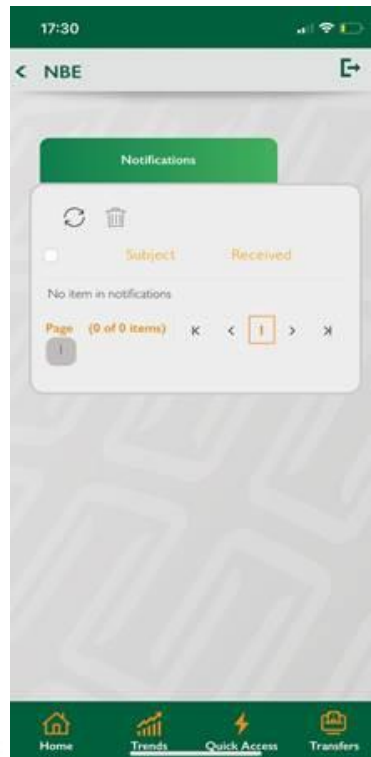 17:30
NBE
Notifications
Subject Received
No item in notifications
Page (0 of 0 items) 1
1
Home Trends Quick Access Transfers